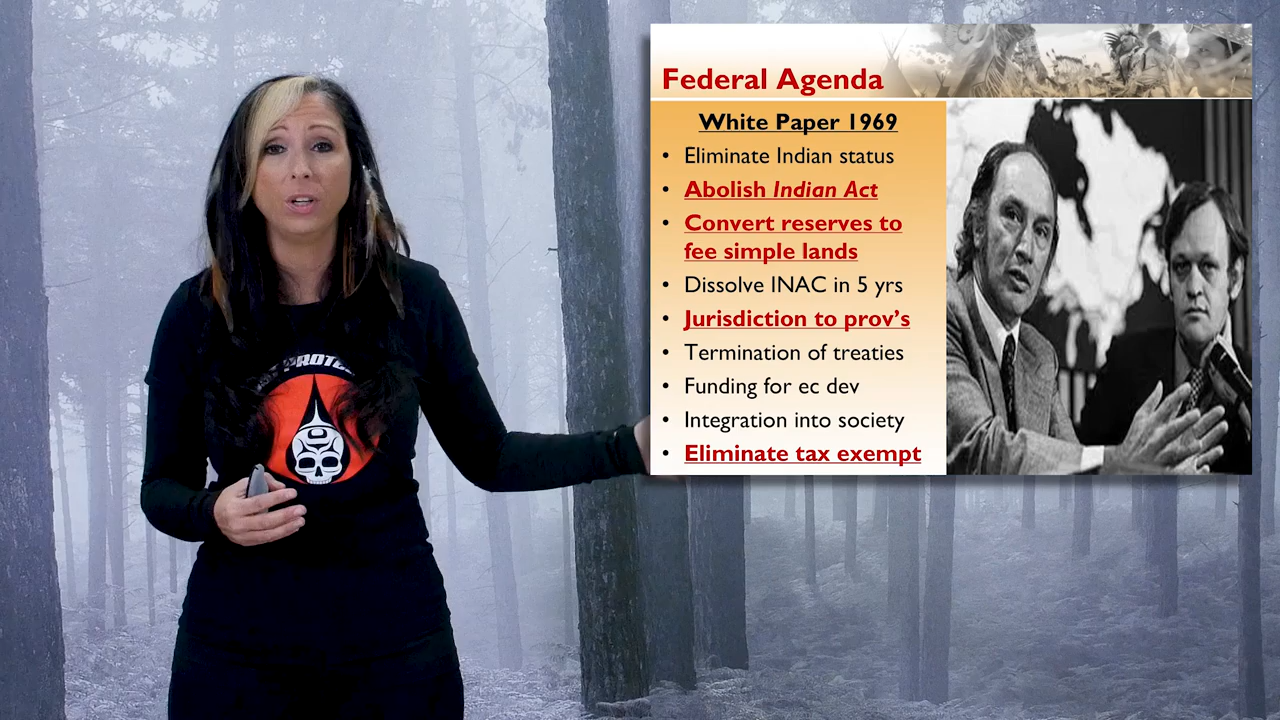 Federal Agenda
White Paper 1969
• Eliminate Indian status
• Abolish Indian Act
• Convert reserves to
fee simple lands
• Dissolve INAC in 5 yrs
• Jurisdiction to prov's
• Termination of treaties
• Funding for ec dev
• Integration into society
• Eliminate tax exempt